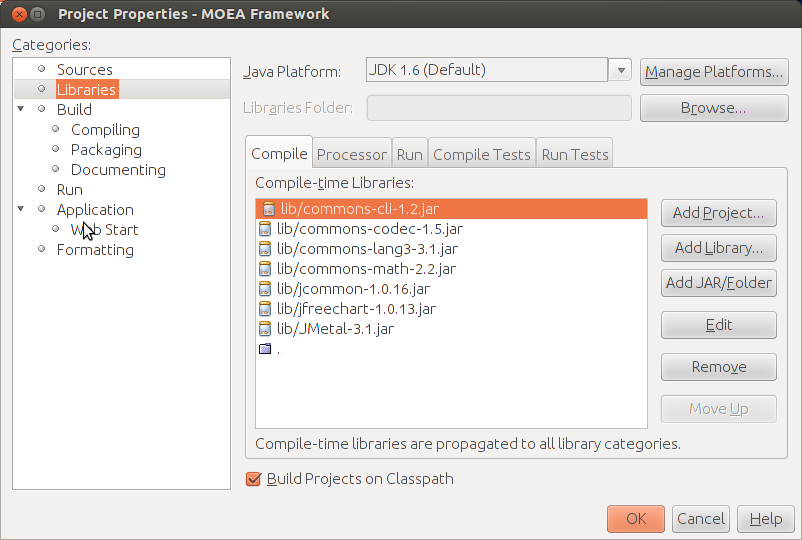 Project Properties - MOEA Framework
Categories:
Sources
Libraries
Build
Compiling
Packaging
Documenting
Run
Application
Web Start
Formatting
Java Platform: JDK 1.6 (Default) Manage Platforms...
Libraries Folder: Browse...
Compile Processor Run Compile Tests Run Tests
Compile-time Libraries:
lib/commons-cli-1.2.jar
lib/commons-codec-1.5.jar
lib/commons-lang3-3.1.jar
lib/commons-math-2.2.jar
lib/jcommon-1.0.16.jar
lib/jfreechart-1.0.13.jar
lib/JMetal-3.1.jar
.
Add Project...
Add Library...
Add JAR/Folder
Edit
Remove
Move Up
Compile-time libraries are propagated to all library categories.
Build Projects on Classpath
OK Cancel Help